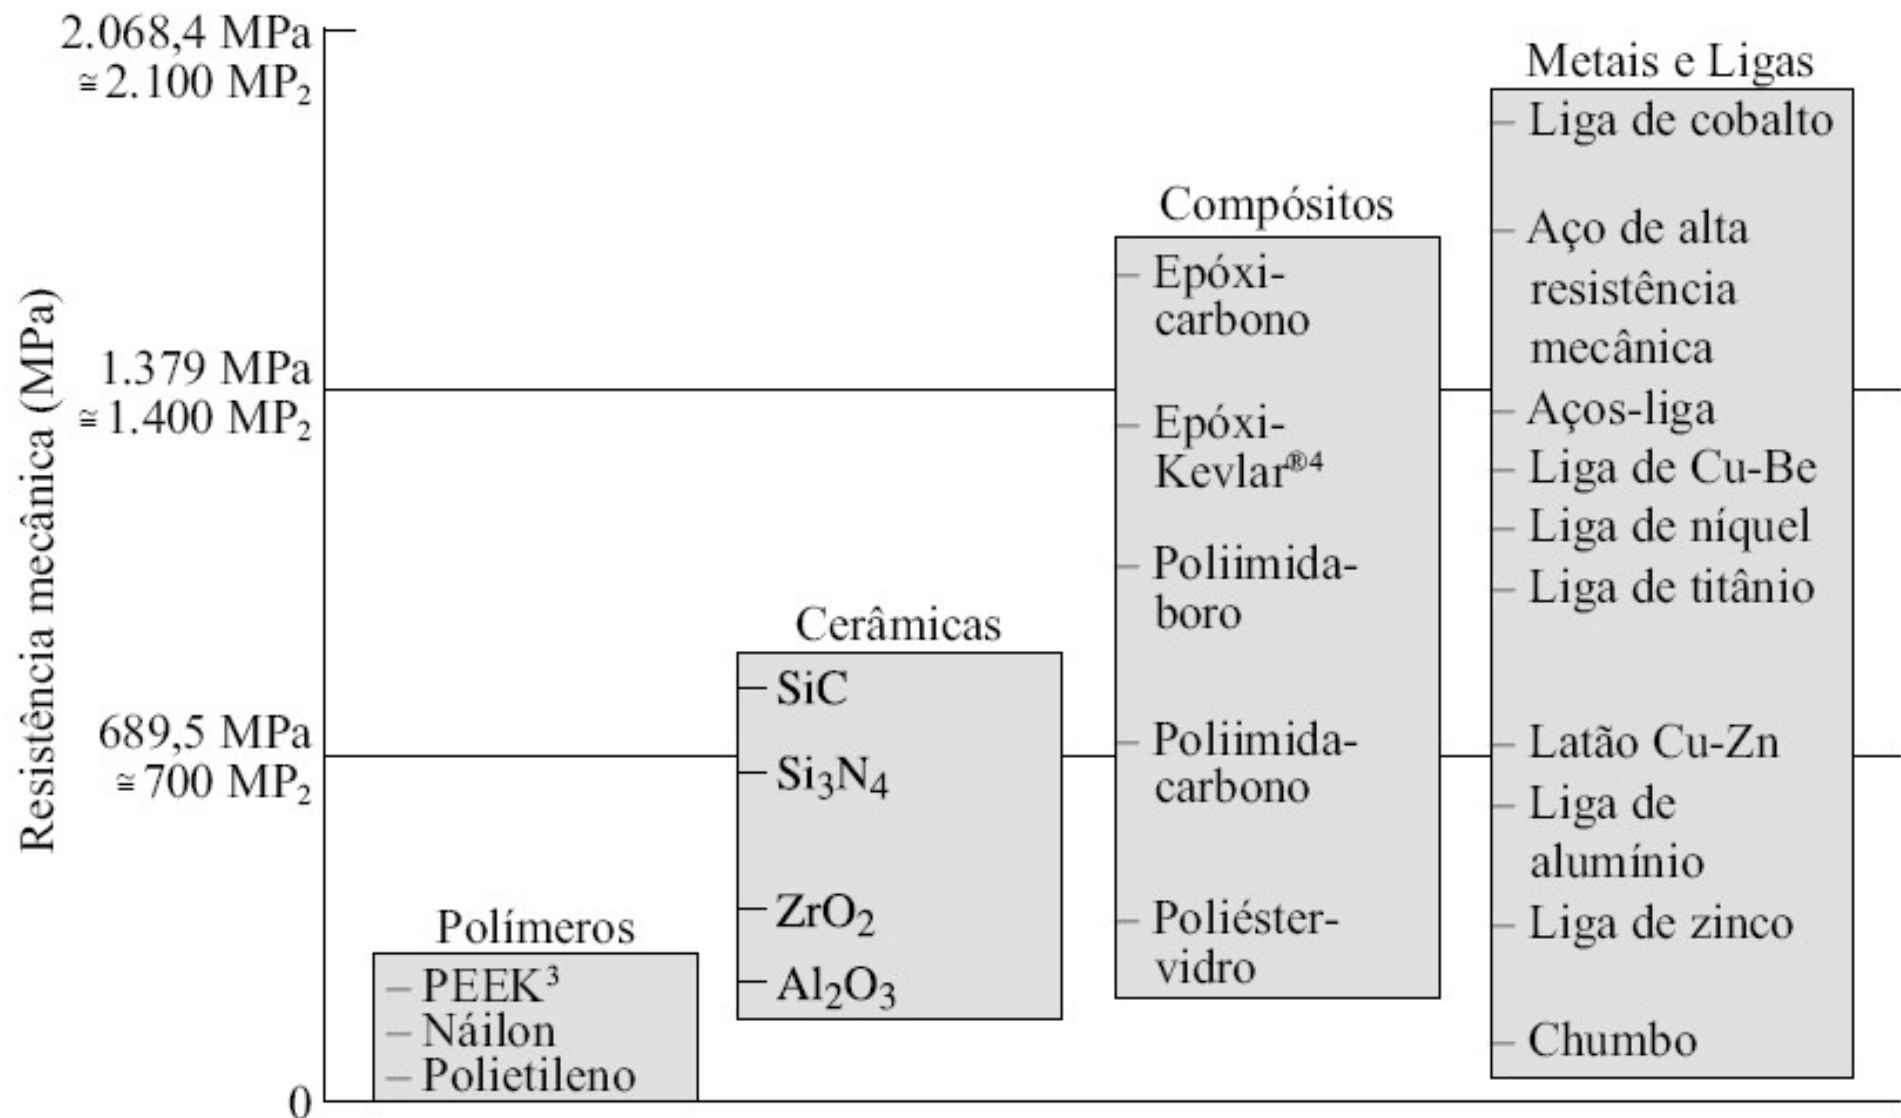 Resistência mecânica (MPa)
2.068,4 MPa
≅ 2.100 MP₂
1.379 MPa
≅ 1.400 MP₂
689,5 MPa
≅ 700 MP₂
0
Polímeros
PEEK³
Náilon
Polietileno
Cerâmicas
SiC
Si₃N₄
ZrO₂
Al₂O₃
Compósitos
Epóxi-
carbono
Epóxi-
Kevlar®⁴
Poliimida-
boro
Poliimida-
carbono
Poliéster-
vidro
Metais e Ligas
Liga de cobalto
Aço de alta
resistência
mecânica
Aços-liga
Liga de Cu-Be
Liga de níquel
Liga de titânio
Latão Cu-Zn
Liga de
alumínio
Liga de zinco
Chumbo